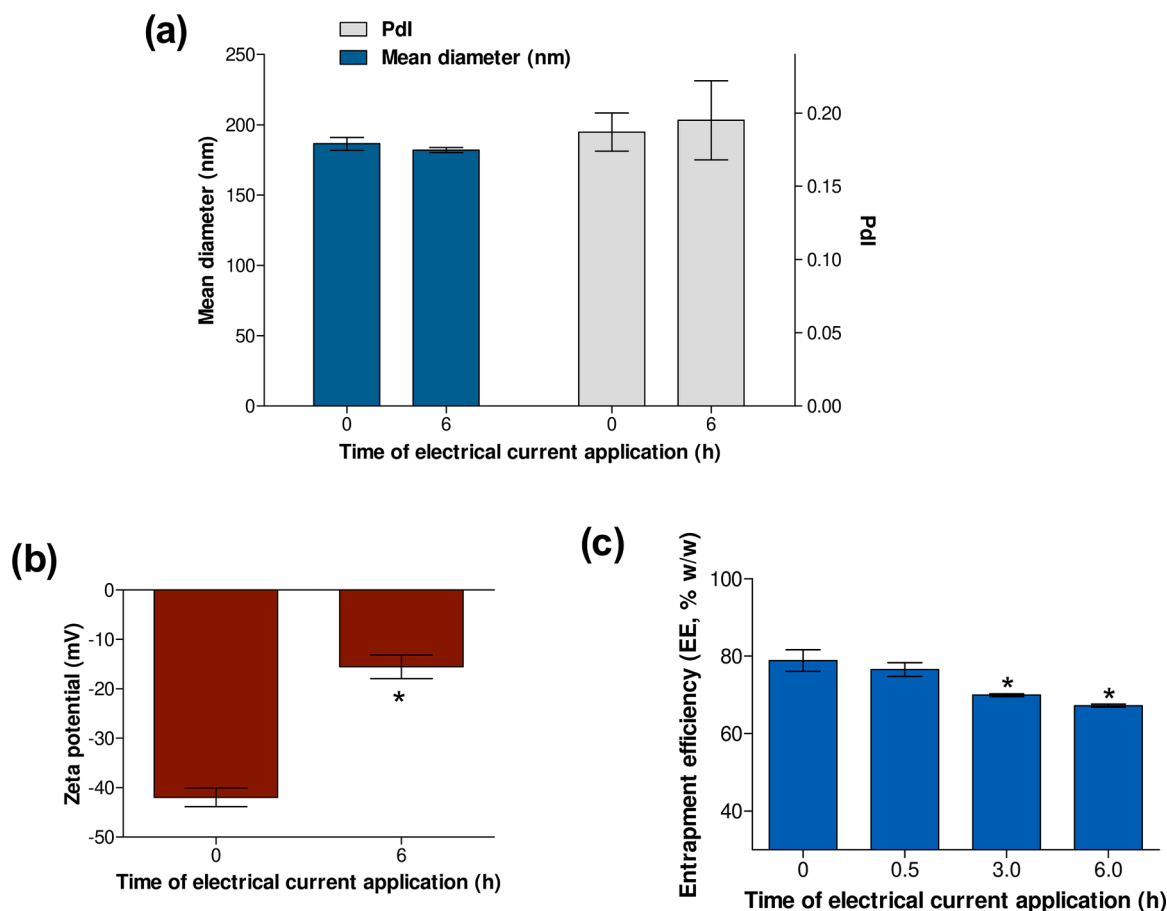 (a)
PdI
Mean diameter (nm)
250
200
150
100
50
0
Mean diameter (nm)
0.20
0.15
0.10
0.05
0.00
PdI
0 6 0 6
Time of electrical current application (h)
(b)
0
-10
-20
-30
-40
-50
Zeta potential (mV)
*
0 6
Time of electrical current application (h)
(c)
100
80
60
40
Entrapment efficiency (EE, % w/w)
* *
0 0.5 3.0 6.0
Time of electrical current application (h)